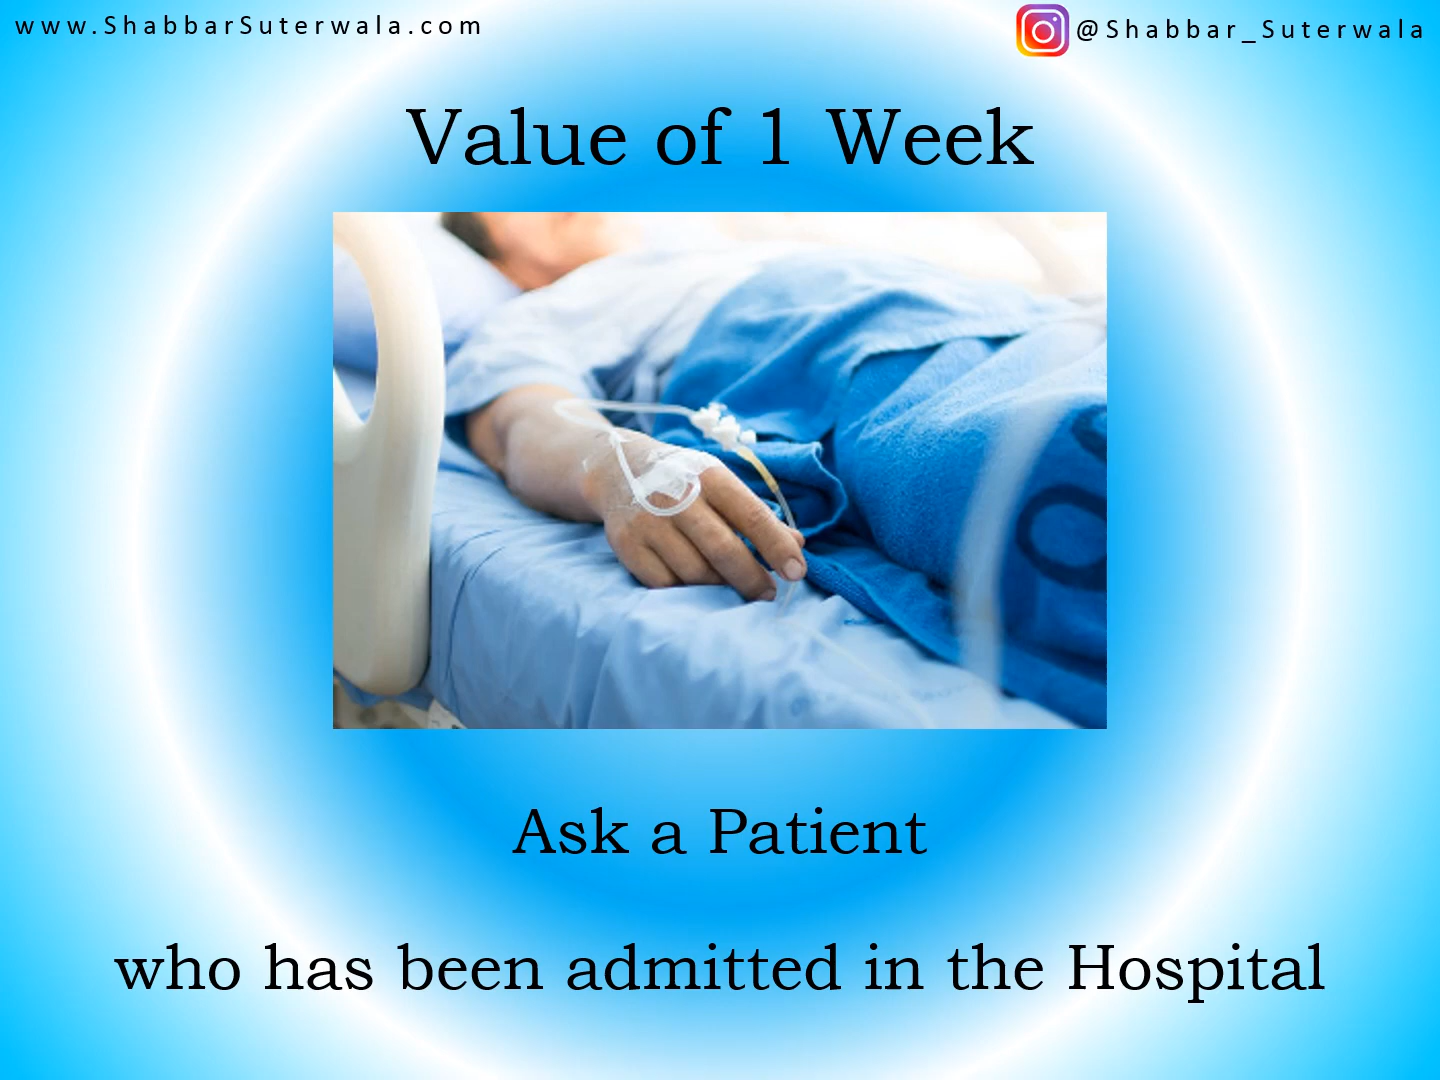 www.ShabbarSuterwala.com
@Shabbar_Suterwala
Value of 1 Week
Ask a Patient
who has been admitted in the Hospital